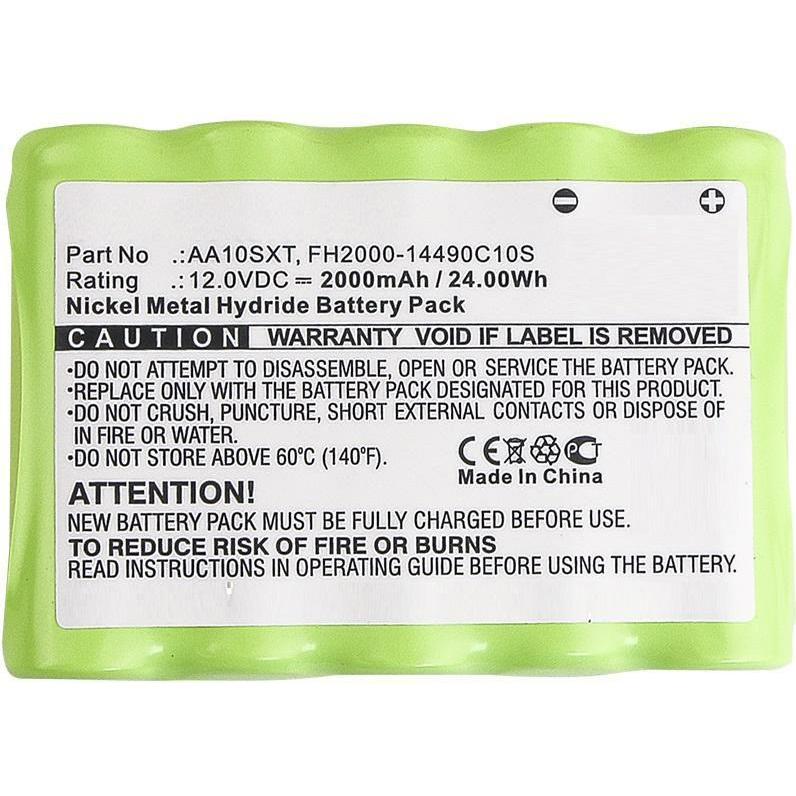 Part No .:AA10SXT, FH2000-14490C10S
Rating .: 12.0VDC ⎓ 2000mAh / 24.00Wh
Nickel Metal Hydride Battery Pack
CAUTION WARRANTY VOID IF LABEL IS REMOVED
•DO NOT ATTEMPT TO DISASSEMBLE, OPEN OR SERVICE THE BATTERY PACK.
•REPLACE ONLY WITH THE BATTERY PACK DESIGNATED FOR THIS PRODUCT.
•DO NOT CRUSH, PUNCTURE, SHORT EXTERNAL CONTACTS OR DISPOSE OF
IN FIRE OR WATER.
•DO NOT STORE ABOVE 60°C (140°F).
CE PCT
Made In China
ATTENTION!
NEW BATTERY PACK MUST BE FULLY CHARGED BEFORE USE.
TO REDUCE RISK OF FIRE OR BURNS
READ INSTRUCTIONS IN OPERATING GUIDE BEFORE USING THE BATTERY.